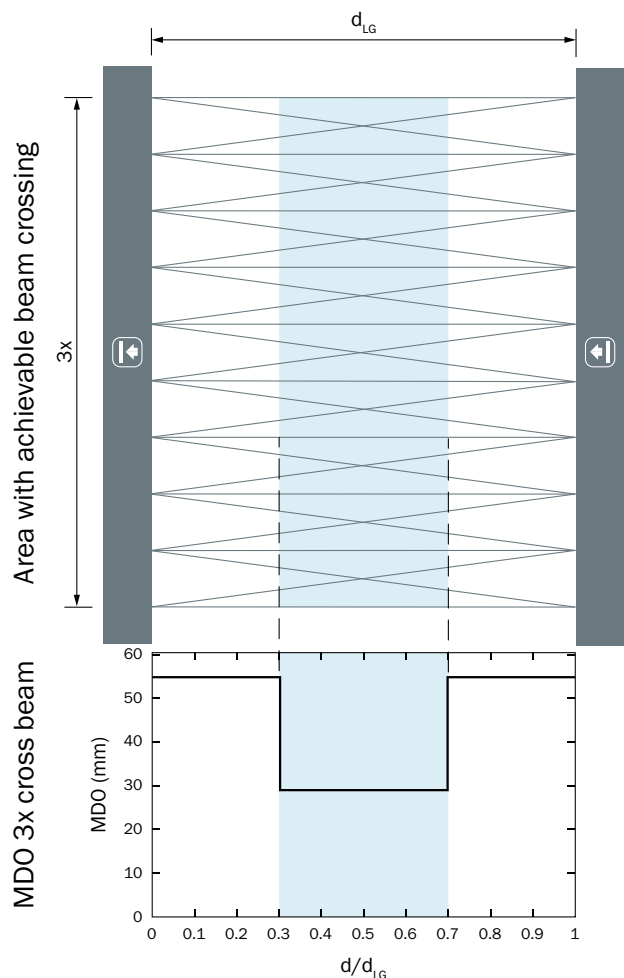 dLG
Area with achievable beam crossing
3x
MDO 3x cross beam
MDO (mm)
60
50
40
30
20
10
0
0 0.1 0.2 0.3 0.4 0.5 0.6 0.7 0.8 0.9 1
d/dLG